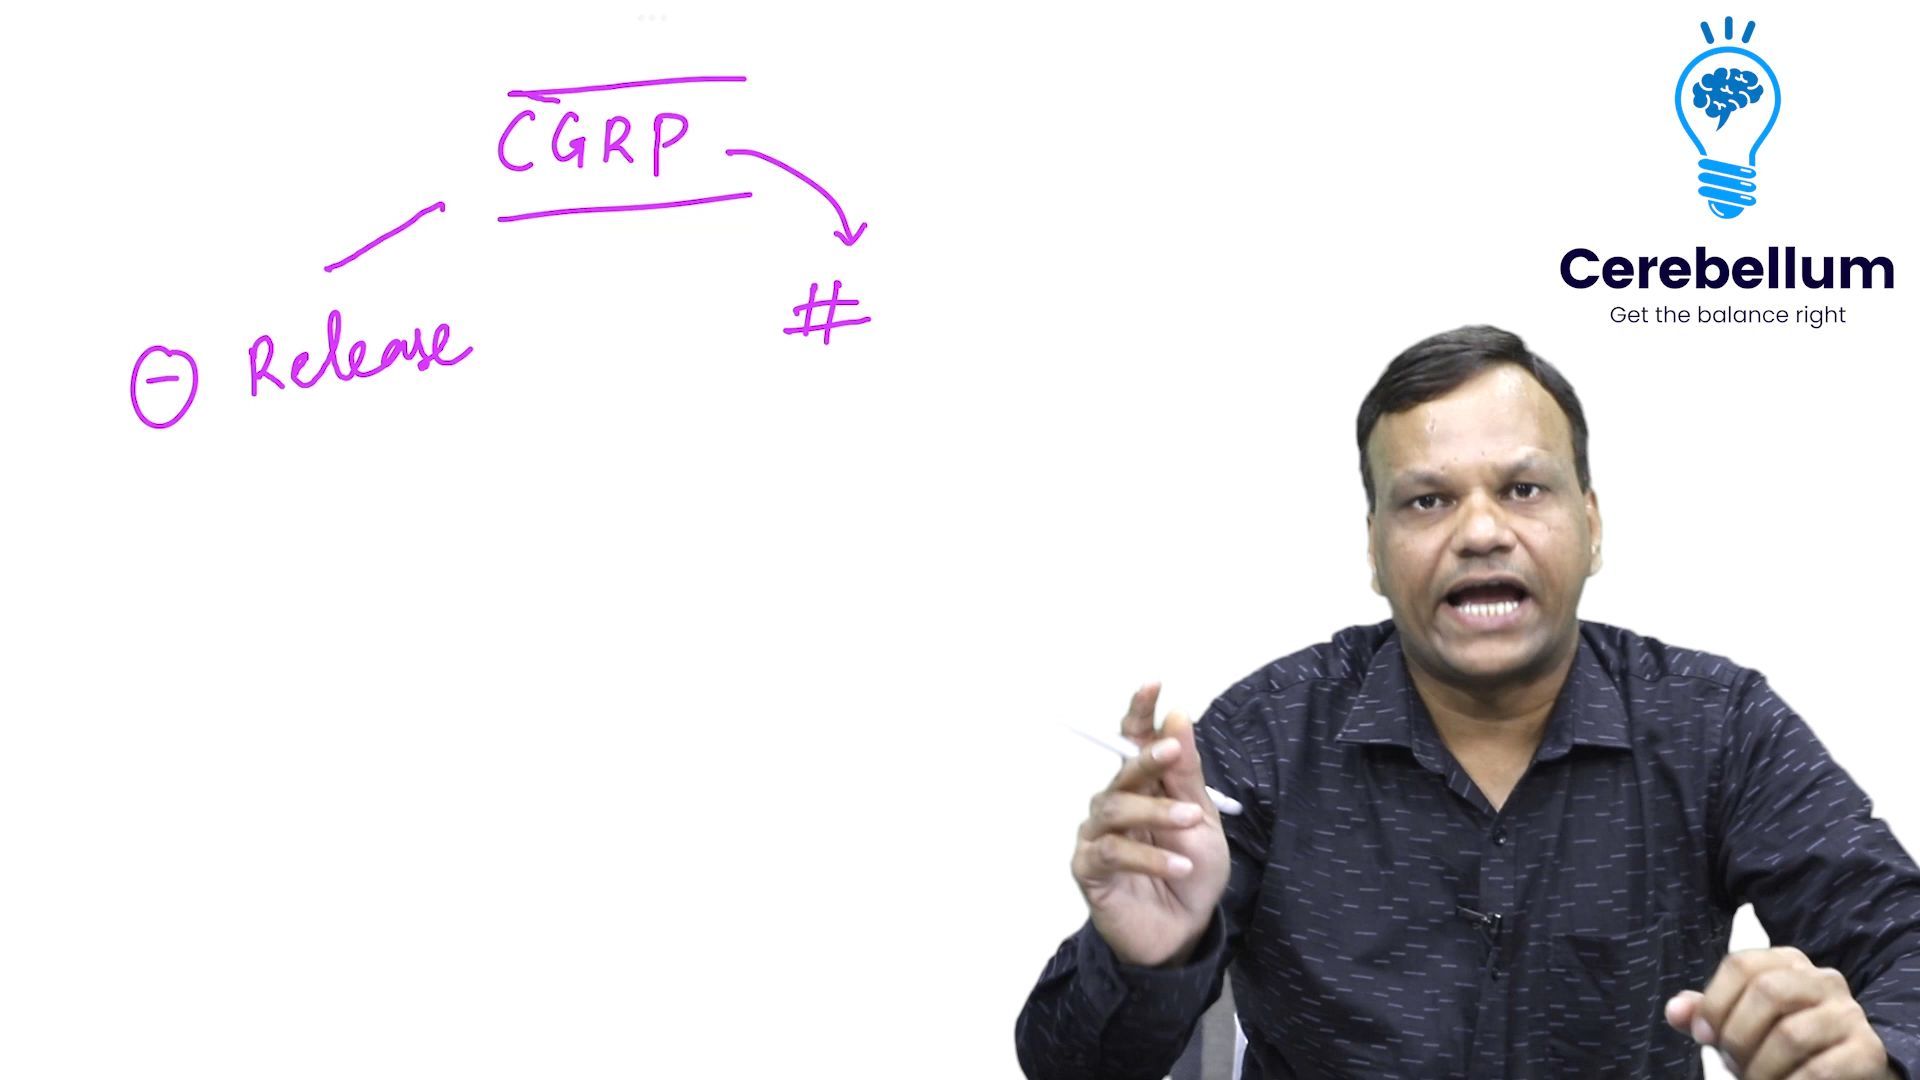 CGRP
#
⊖ Release
Cerebellum
Get the balance right